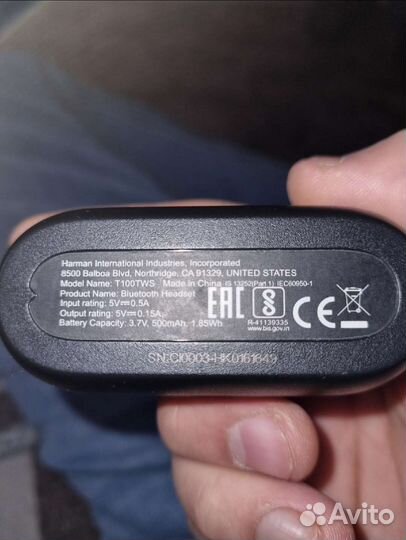 Harman International Industries, Incorporated
8500 Balboa Blvd, Northridge, CA 91329, UNITED STATES
Model Name: T100TWS Made in China IS 13252(Part 1) IEC60950-1
Product Name: Bluetooth Headset
Input rating: 5V⎓0.5A
Output rating: 5V⎓0.15A
Battery Capacity: 3.7V, 500mAh, 1.85Wh
EAC
R-41139335
www.bis.gov.in
Avito